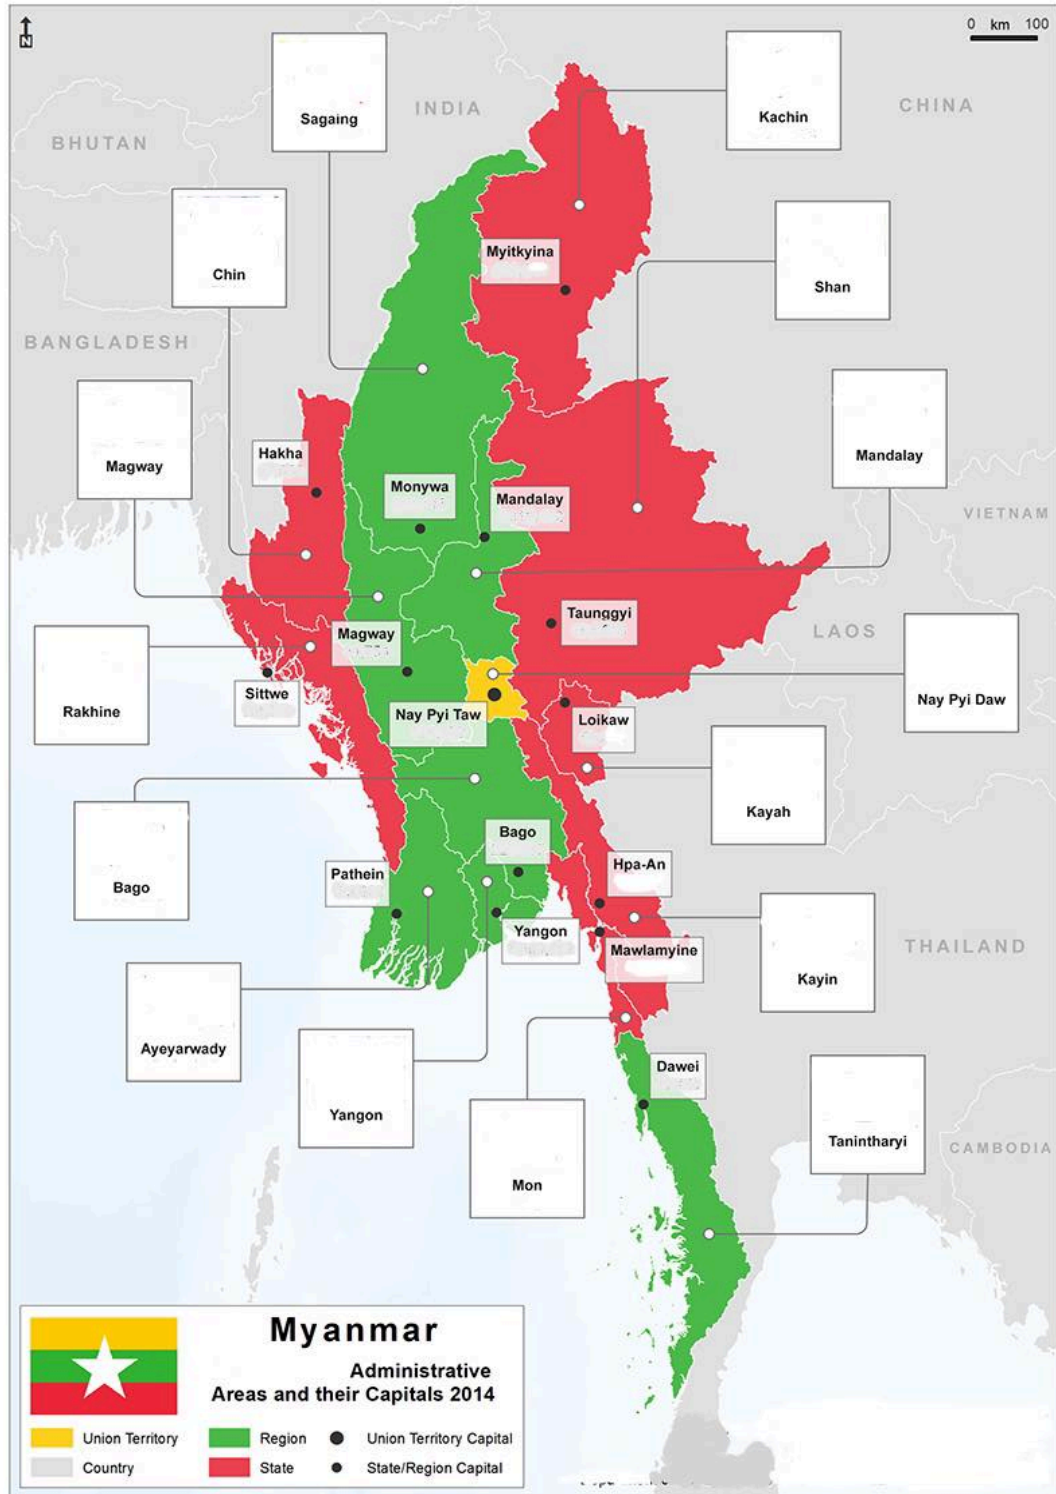 N
0 km 100
INDIA
CHINA
BHUTAN
Sagaing
Kachin
Chin
Myitkyina
Shan
BANGLADESH
Magway
Hakha
Monywa
Mandalay
Mandalay
VIETNAM
Taunggyi
LAOS
Magway
Rakhine
Sittwe
Nay Pyi Taw
Loikaw
Nay Pyi Daw
Kayah
Bago
Bago
Pathein
Hpa-An
Yangon
Mawlamyine
THAILAND
Kayin
Ayeyarwady
Yangon
Dawei
Mon
Tanintharyi
CAMBODIA
Myanmar
Administrative
Areas and their Capitals 2014
Union Territory
Region
Union Territory Capital
Country
State
State/Region Capital